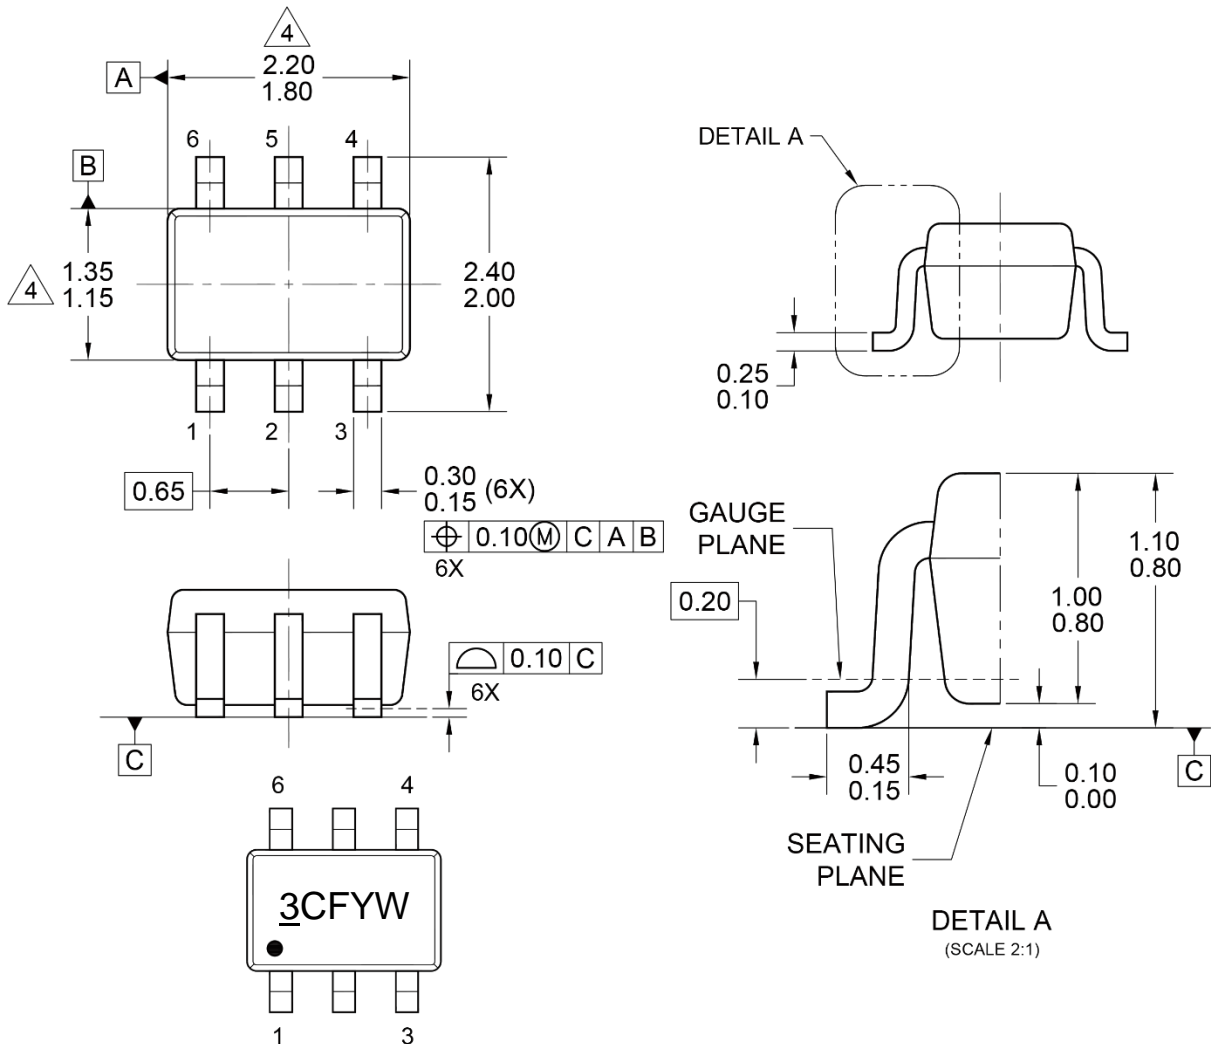 4
2.20
1.80
A
6 5 4
B
1.35
1.15
4
2.40
2.00
1 2 3
0.65
0.30
0.15 (6X)
⌖ 0.10Ⓜ C A B
6X
⌓ 0.10 C
6X
C
6 4
3CFYW
1 3
DETAIL A
0.25
0.10
GAUGE
PLANE
0.20
1.10
0.80
1.00
0.80
0.45
0.15
0.10
0.00
C
SEATING
PLANE
DETAIL A
(SCALE 2:1)